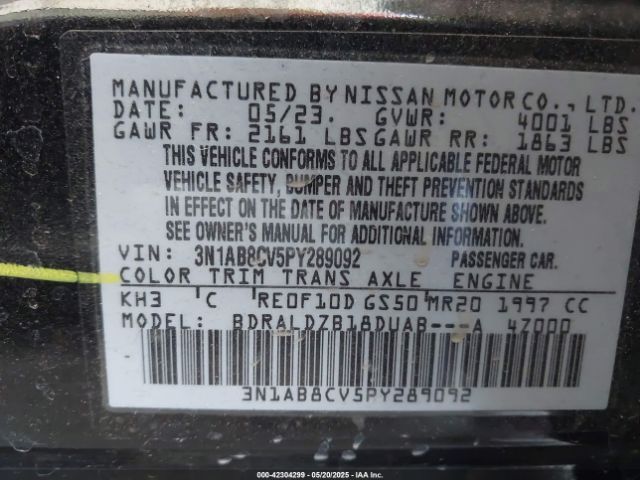 MANUFACTURED BY NISSAN MOTOR CO., LTD.
DATE: 05/23. GVWR: 4001 LBS
GAWR FR: 2161 LBS GAWR RR: 1863 LBS
THIS VEHICLE CONFORMS TO ALL APPLICABLE FEDERAL MOTOR
VEHICLE SAFETY, BUMPER AND THEFT PREVENTION STANDARDS
IN EFFECT ON THE DATE OF MANUFACTURE SHOWN ABOVE.
SEE OWNER'S MANUAL FOR ADDITIONAL INFORMATION.
VIN: 3N1AB8CV5PY289092 PASSENGER CAR.
COLOR TRIM TRANS AXLE ENGINE
KH3 C RE0F10D GS50 MR20 1997 CC
MODEL: BDRALDZB18DUAB---A 4Z000
3N1AB8CV5PY289092
000-42304299 — 05/20/2025 - IAA Inc.